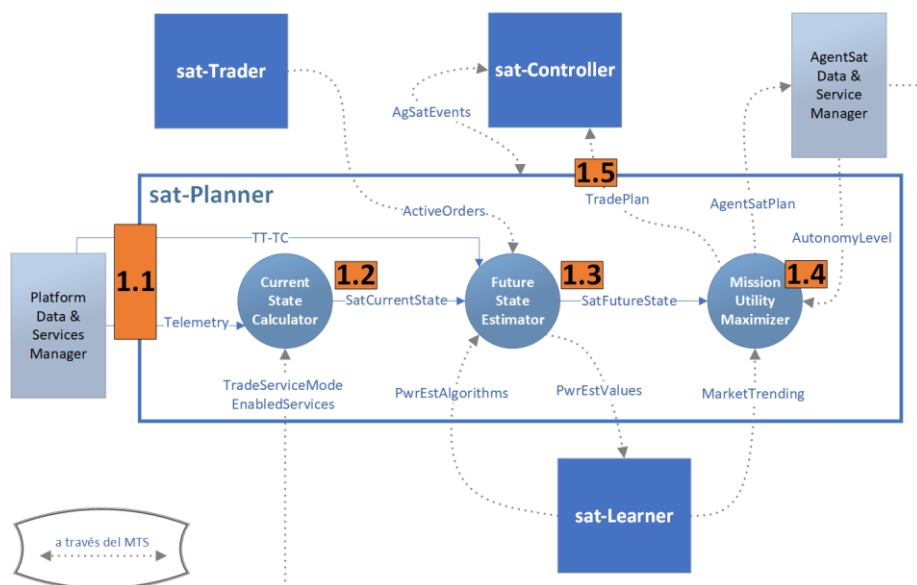 sat-Trader
sat-Controller
AgentSat
Data &
Service
Manager
AgSatEvents
1.5
sat-Planner
TradePlan
AgentSatPlan
ActiveOrders
1.1
TT-TC
AutonomyLevel
Platform
Data &
Services
Manager
Telemetry
Current
State
Calculator
1.2
SatCurrentState
Future
State
Estimator
1.3
SatFutureState
Mission
Utility
Maximizer
1.4
TradeServiceMode
EnabledServices
PwrEstAlgorithms
PwrEstValues
MarketTrending
sat-Learner
a través del MTS